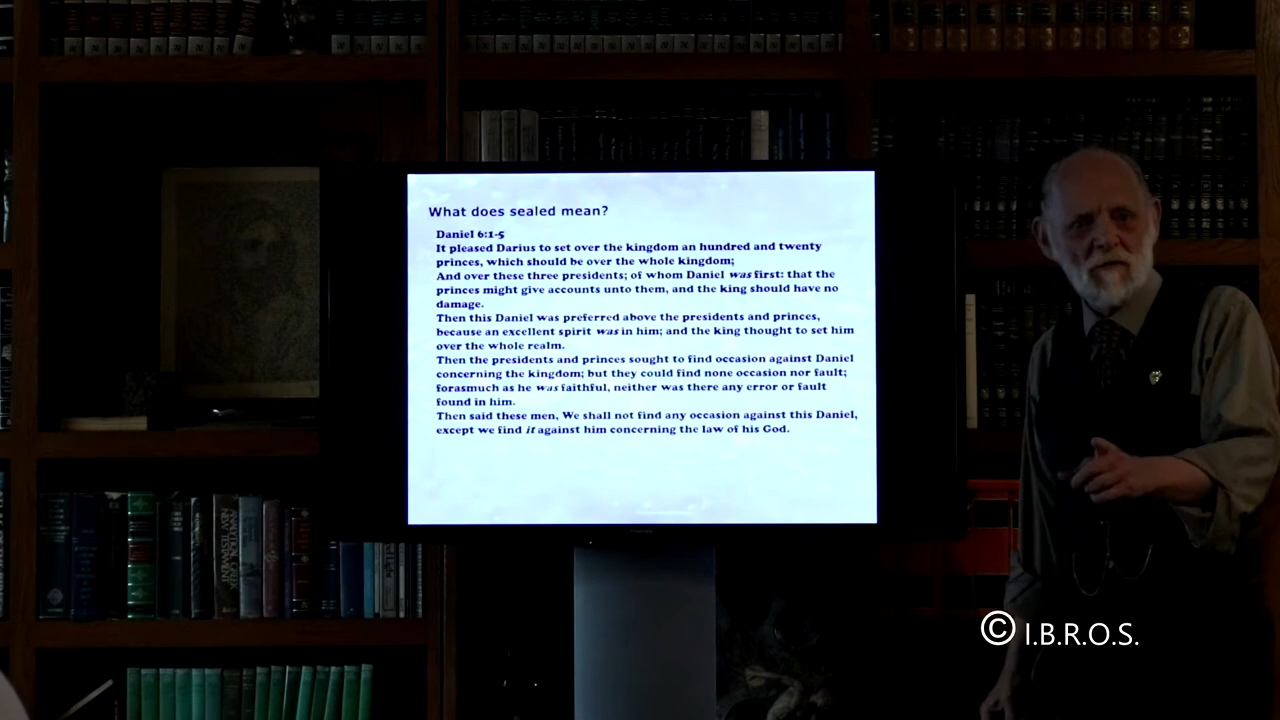 What does sealed mean?
Daniel 6:1-5
It pleased Darius to set over the kingdom an hundred and twenty
princes, which should be over the whole kingdom;
And over these three presidents; of whom Daniel was first: that the
princes might give accounts unto them, and the king should have no
damage.
Then this Daniel was preferred above the presidents and princes,
because an excellent spirit was in him; and the king thought to set him
over the whole realm.
Then the presidents and princes sought to find occasion against Daniel
concerning the kingdom; but they could find none occasion nor fault;
forasmuch as he was faithful, neither was there any error or fault
found in him.
Then said these men, We shall not find any occasion against this Daniel,
except we find it against him concerning the law of his God.
© I.B.R.O.S.